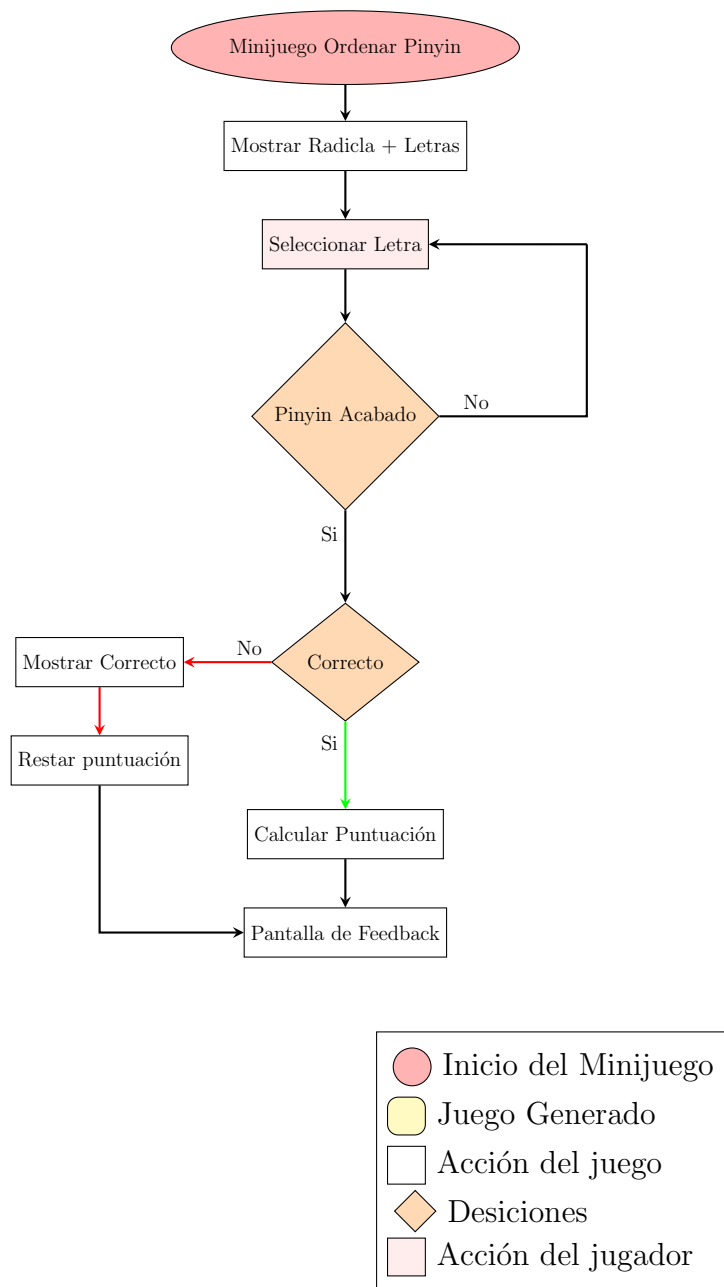 Minijuego Ordenar Pinyin
Mostrar Radicla + Letras
Seleccionar Letra
Pinyin Acabado
No
Si
Correcto
No
Mostrar Correcto
Si
Restar puntuación
Calcular Puntuación
Pantalla de Feedback
Inicio del Minijuego
Juego Generado
Acción del juego
Desiciones
Acción del jugador